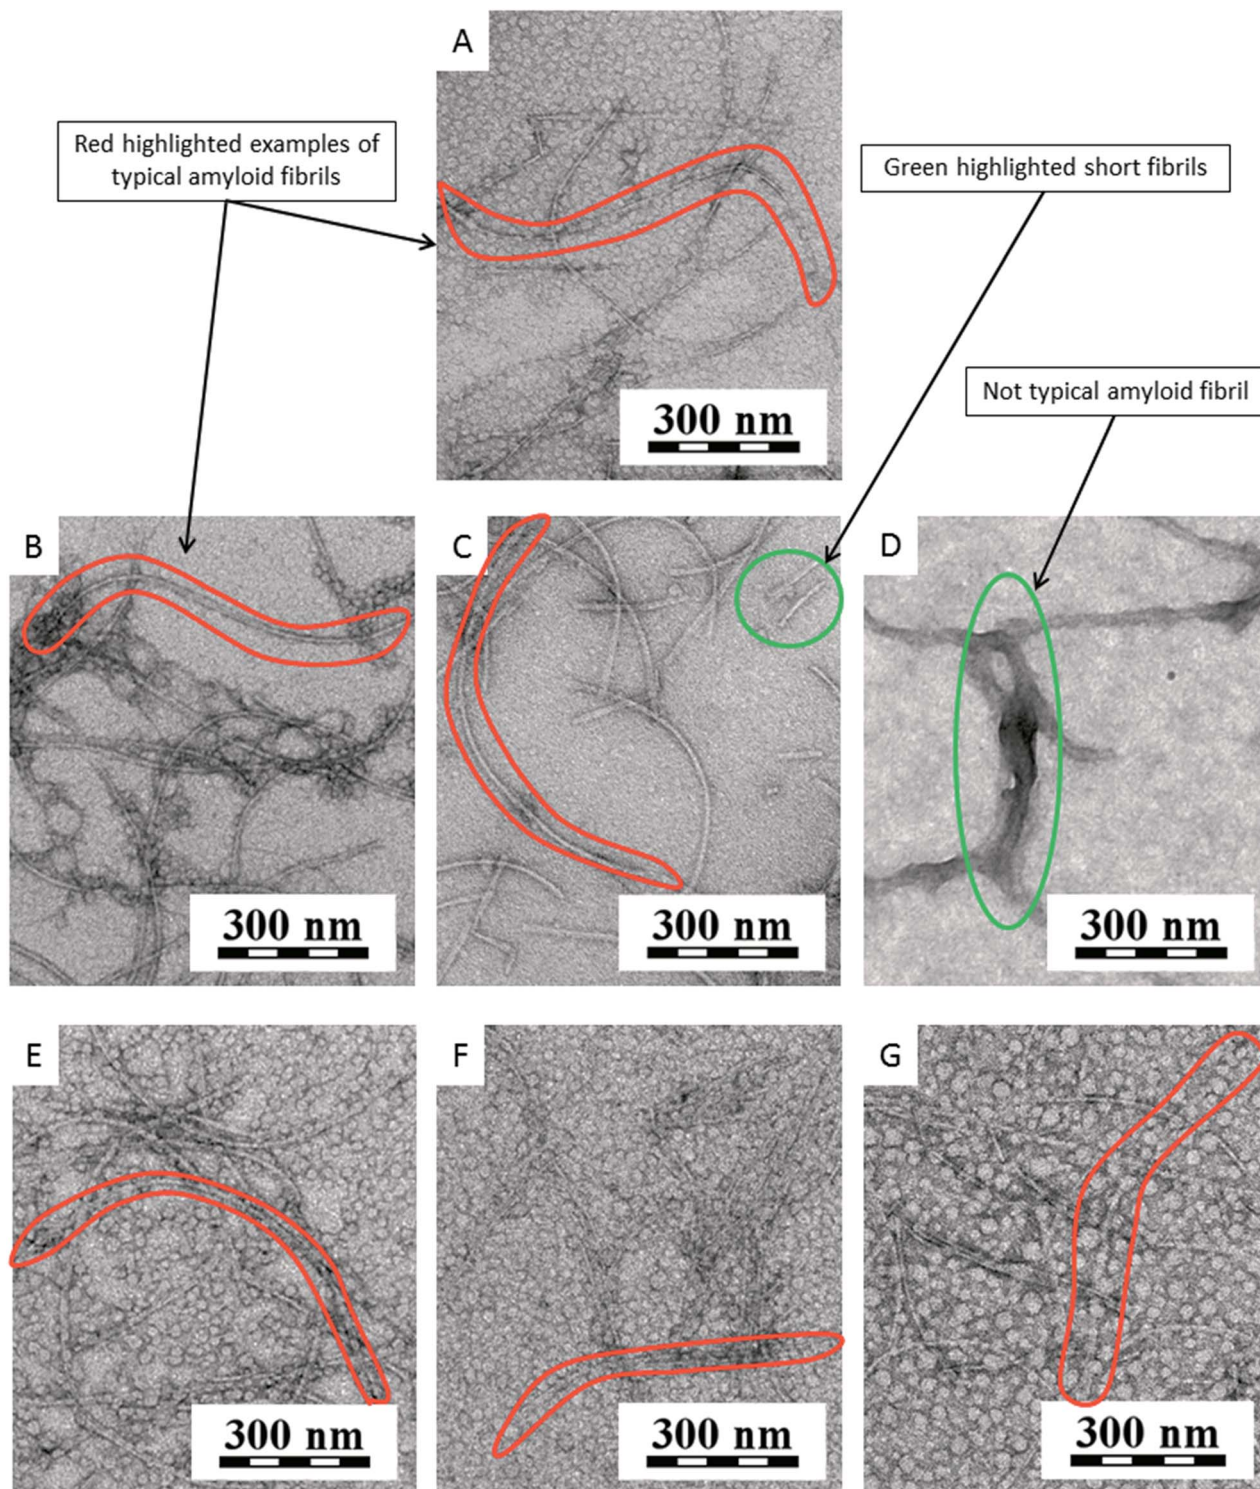 A
Red highlighted examples of
typical amyloid fibrils
Green highlighted short fibrils
Not typical amyloid fibril
300 nm
B
C
D
300 nm
300 nm
300 nm
E
F
G
300 nm
300 nm
300 nm